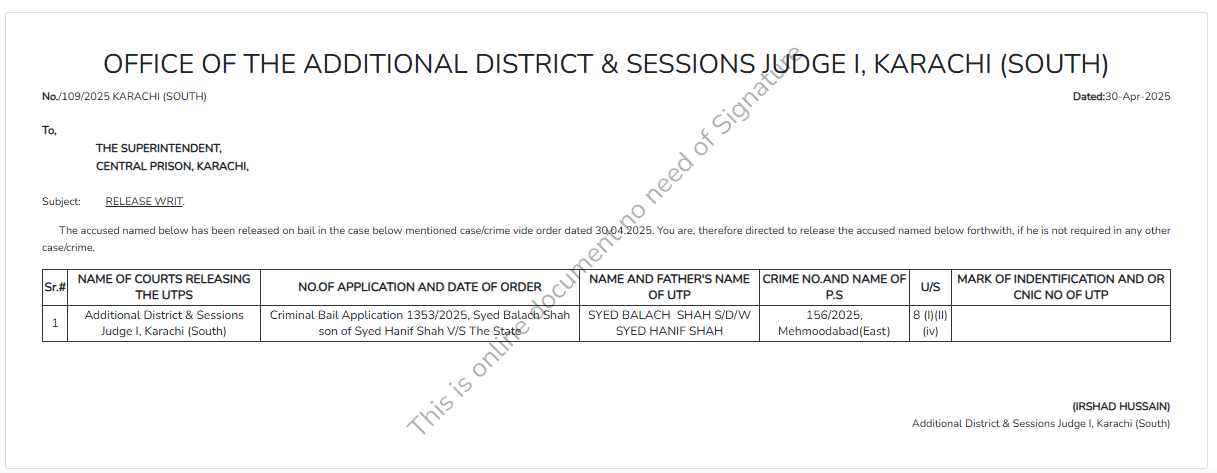 OFFICE OF THE ADDITIONAL DISTRICT & SESSIONS JUDGE I, KARACHI (SOUTH)
No./109/2025 KARACHI (SOUTH) Dated:30-Apr-2025
To,
THE SUPERINTENDENT,
CENTRAL PRISON, KARACHI,
Subject: RELEASE WRIT.
The accused named below has been released on bail in the case below mentioned case/crime vide order dated 30.04.2025. You are, therefore directed to release the accused named below forthwith, if he is not required in any other
case/crime.
Sr.# NAME OF COURTS RELEASING THE UTPS NO.OF APPLICATION AND DATE OF ORDER NAME AND FATHER'S NAME OF UTP CRIME NO.AND NAME OF P.S U/S MARK OF INDENTIFICATION AND OR CNIC NO OF UTP
1 Additional District & Sessions Judge I, Karachi (South) Criminal Bail Application 1353/2025, Syed Balach Shah son of Syed Hanif Shah V/S The State SYED BALACH SHAH S/D/W SYED HANIF SHAH 156/2025, Mehmoodabad(East) 8 (I)(II) (iv)
(IRSHAD HUSSAIN)
Additional District & Sessions Judge I, Karachi (South)
This is online document no need of Signature